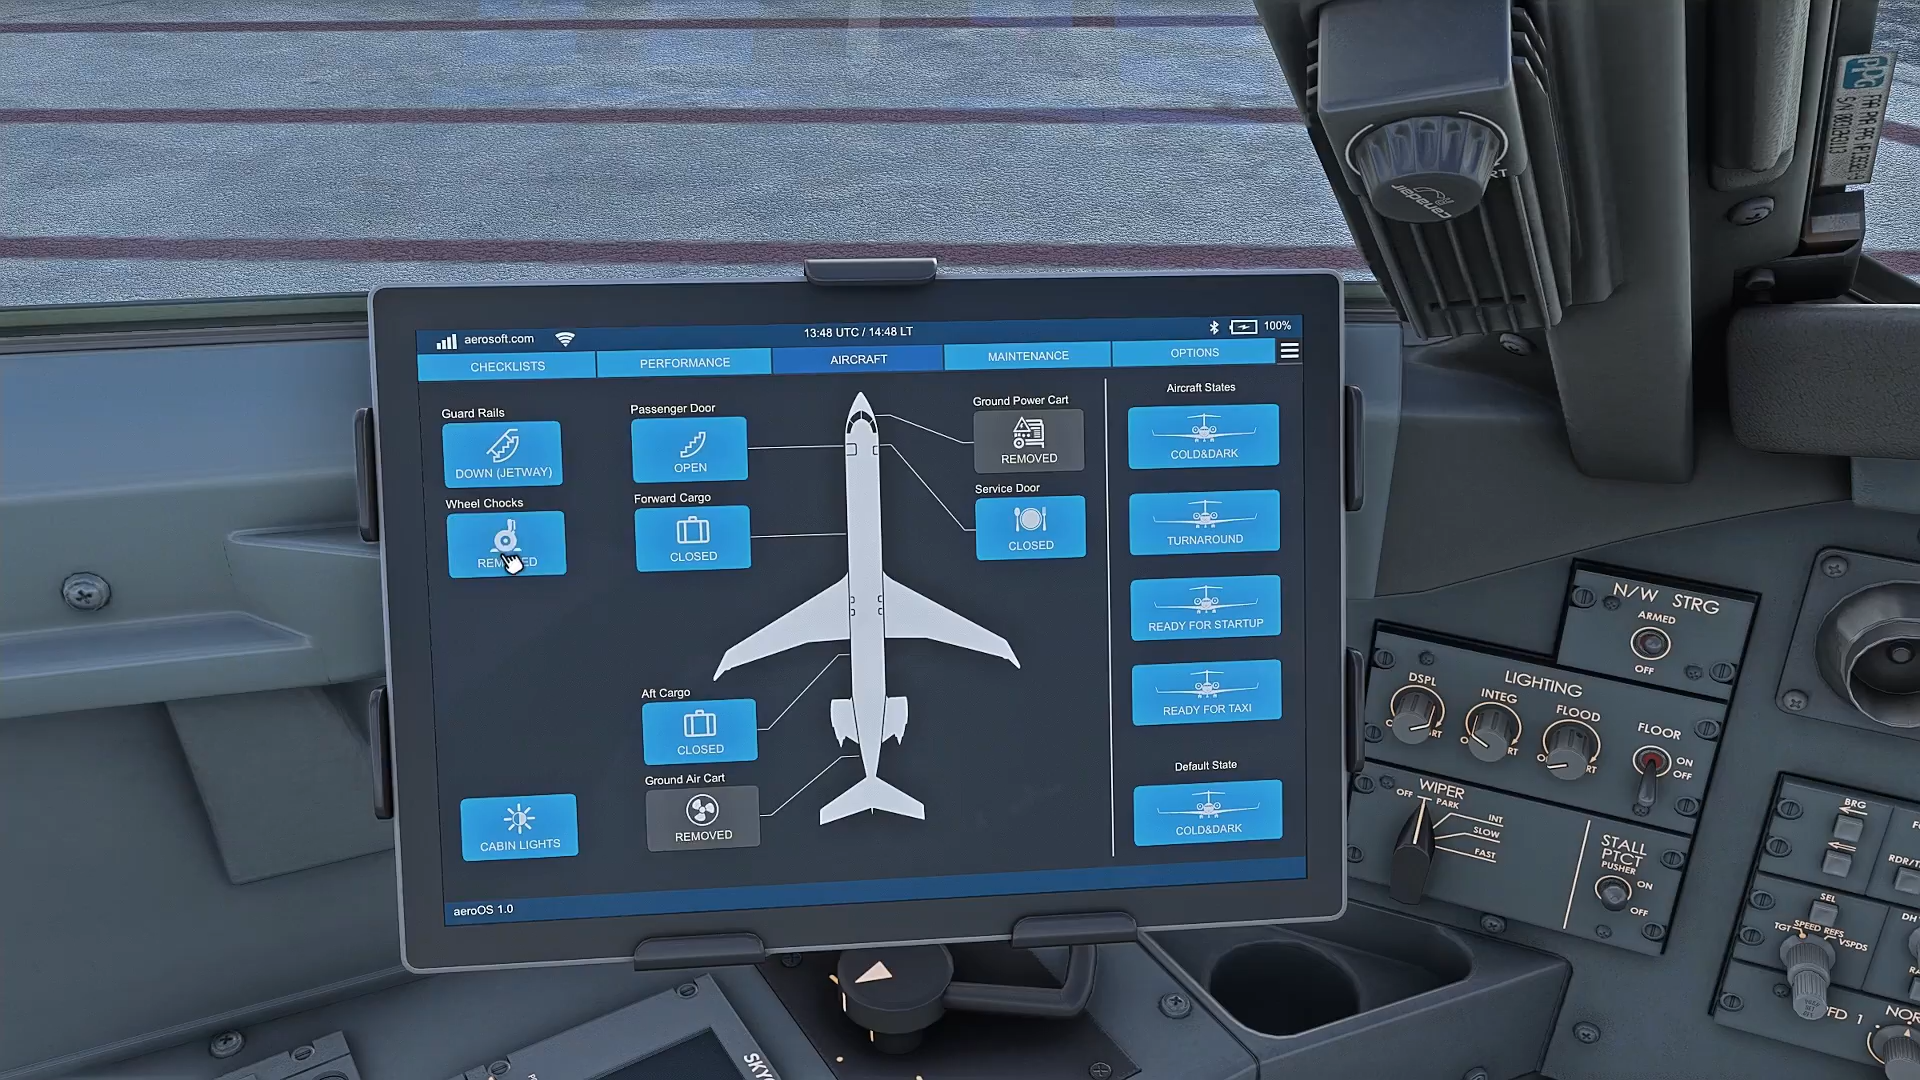 aerosoft.com
13:48 UTC / 14:48 LT
100%
CHECKLISTS
PERFORMANCE
AIRCRAFT
MAINTENANCE
OPTIONS
Guard Rails
DOWN (JETWAY)
Wheel Chocks
Passenger Door
OPEN
Forward Cargo
CLOSED
Aft Cargo
CLOSED
Ground Air Cart
REMOVED
CABIN LIGHTS
Ground Power Cart
REMOVED
Service Door
CLOSED
Aircraft States
COLD&DARK
TURNAROUND
READY FOR STARTUP
READY FOR TAXI
Default State
COLD&DARK
aeroOS 1.0
ppg
canadair
N/W STRG
ARMED
OFF
LIGHTING
DSPL
INTEG
FLOOD
FLOOR
ON
OFF
WIPER
OFF
PARK
INT
SLOW
FAST
STALL
PTCT
PUSHER
ON
OFF
BRG
SEL
SPEED REFS
TGT
VSPDS